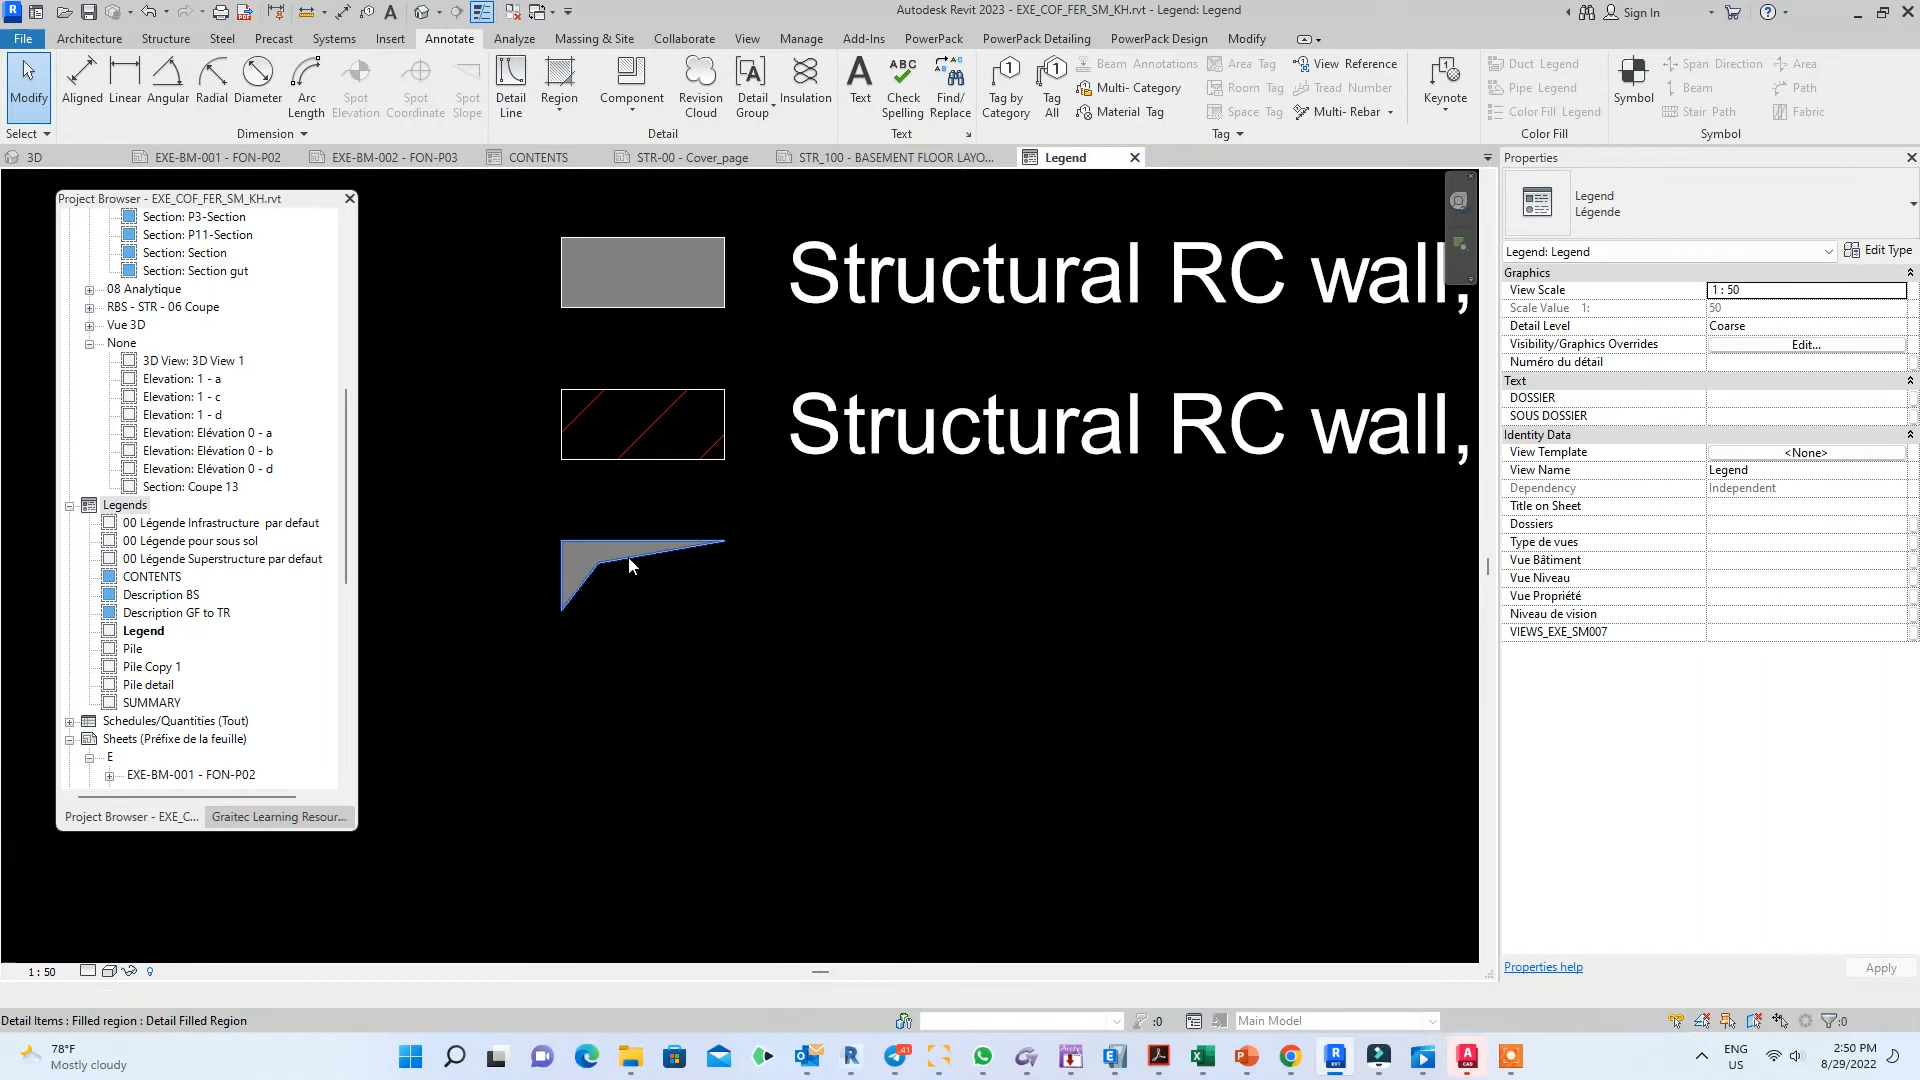 Autodesk Revit 2023 - EXE_COF_FER_SM_KH.rvt - Legend: Legend
Sign In
File Architecture Structure Steel Precast Systems Insert Annotate Analyze Massing & Site Collaborate View Manage Add-Ins PowerPack PowerPack Detailing PowerPack Design Modify
Modify
Aligned Linear Angular Radial Diameter Arc Length Spot Elevation Spot Coordinate Spot Slope
Detail Line Region Component Revision Cloud Detail Group Insulation
Text Check Spelling Find/ Replace
Tag by Category Tag All Beam Annotations Multi- Category Material Tag Area Tag Room Tag Space Tag View Reference Tread Number Multi- Rebar
Keynote
Duct Legend Pipe Legend Color Fill Legend
Symbol Span Direction Beam Stair Path Area Path Fabric
Select Dimension Detail Text Tag Color Fill Symbol
3D EXE-BM-001 - FON-P02 EXE-BM-002 - FON-P03 CONTENTS STR-00 - Cover_page STR_100 - BASEMENT FLOOR LAYO... Legend
Project Browser - EXE_COF_FER_SM_KH.rvt
Section: P3-Section
Section: P11-Section
Section: Section
Section: Section gut
08 Analytique
RBS - STR - 06 Coupe
Vue 3D
None
3D View: 3D View 1
Elevation: 1 - a
Elevation: 1 - c
Elevation: 1 - d
Elevation: Elévation 0 - a
Elevation: Elévation 0 - b
Elevation: Elévation 0 - d
Section: Coupe 13
Legends
00 Légende Infrastructure par defaut
00 Légende pour sous sol
00 Légende Superstructure par defaut
CONTENTS
Description BS
Description GF to TR
Legend
Pile
Pile Copy 1
Pile detail
SUMMARY
Schedules/Quantities (Tout)
Sheets (Préfixe de la feuille)
E
EXE-BM-001 - FON-P02
Project Browser - EXE_C... Graitec Learning Resour...
Structural RC wall,
Structural RC wall,
Properties
Legend
Légende
Legend: Legend
Edit Type
Graphics
View Scale 1 : 50
Scale Value 1: 50
Detail Level Coarse
Visibility/Graphics Overrides Edit...
Numéro du détail
Text
DOSSIER
SOUS DOSSIER
Identity Data
View Template <None>
View Name Legend
Dependency Independent
Title on Sheet
Dossiers
Type de vues
Vue Bâtiment
Vue Niveau
Vue Propriété
Niveau de vision
VIEWS_EXE_SM007
Properties help Apply
1 : 50
Detail Items : Filled region : Detail Filled Region
:0
Main Model
:0
78°F
Mostly cloudy
41
ENG
US
2:50 PM
8/29/2022